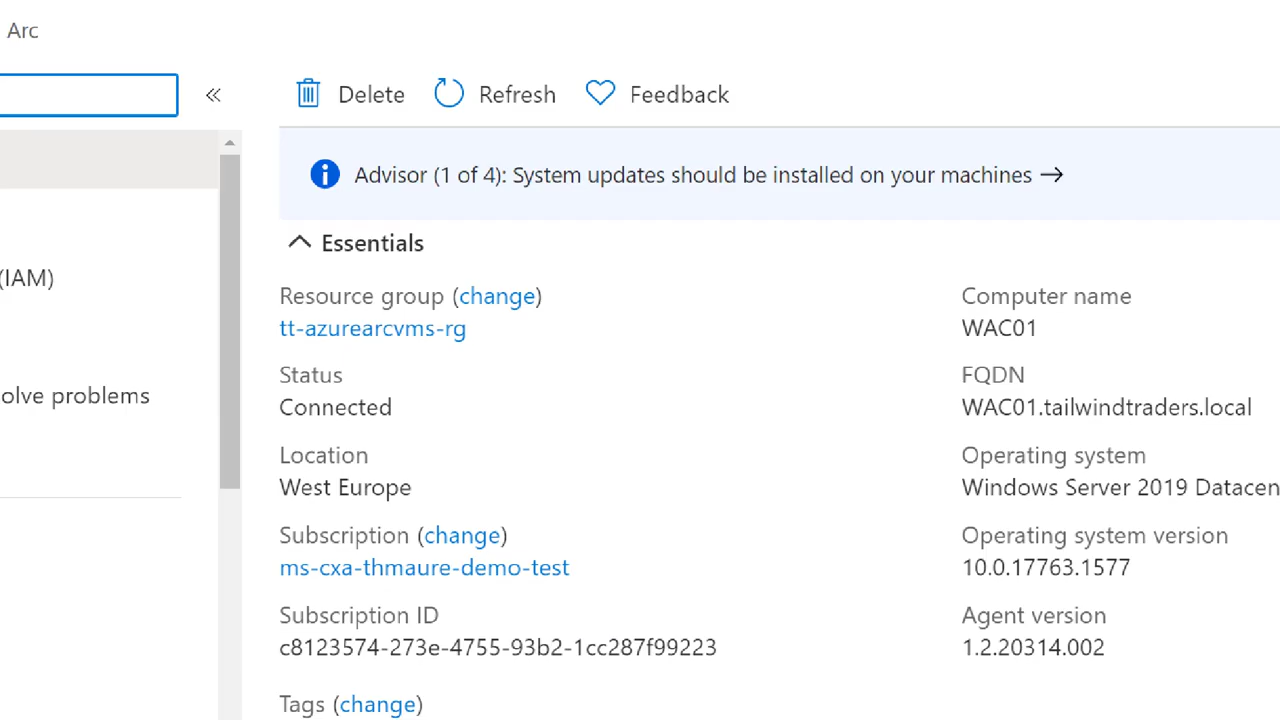 Arc
Delete Refresh Feedback
Advisor (1 of 4): System updates should be installed on your machines →
Essentials
(IAM)
Resource group (change)
tt-azurearcvms-rg
Computer name
WAC01
Status
Connected
FQDN
WAC01.tailwindtraders.local
olve problems
Location
West Europe
Operating system
Windows Server 2019 Datacen
Subscription (change)
ms-cxa-thmaure-demo-test
Operating system version
10.0.17763.1577
Subscription ID
c8123574-273e-4755-93b2-1cc287f99223
Agent version
1.2.20314.002
Tags (change)